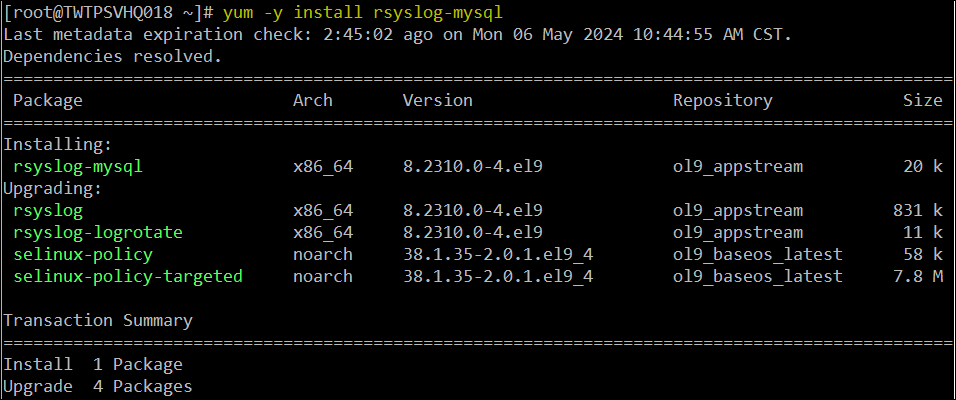 [root@TWTPSVHQ018 ~]# yum -y install rsyslog-mysql
Last metadata expiration check: 2:45:02 ago on Mon 06 May 2024 10:44:55 AM CST.
Dependencies resolved.
================================================================================================
 Package                     Arch       Version                    Repository             Size
================================================================================================
Installing:
 rsyslog-mysql               x86_64     8.2310.0-4.el9             ol9_appstream          20 k
Upgrading:
 rsyslog                     x86_64     8.2310.0-4.el9             ol9_appstream         831 k
 rsyslog-logrotate           x86_64     8.2310.0-4.el9             ol9_appstream          11 k
 selinux-policy              noarch     38.1.35-2.0.1.el9_4        ol9_baseos_latest      58 k
 selinux-policy-targeted     noarch     38.1.35-2.0.1.el9_4        ol9_baseos_latest     7.8 M
Transaction Summary
================================================================================================
Install  1 Package
Upgrade  4 Packages